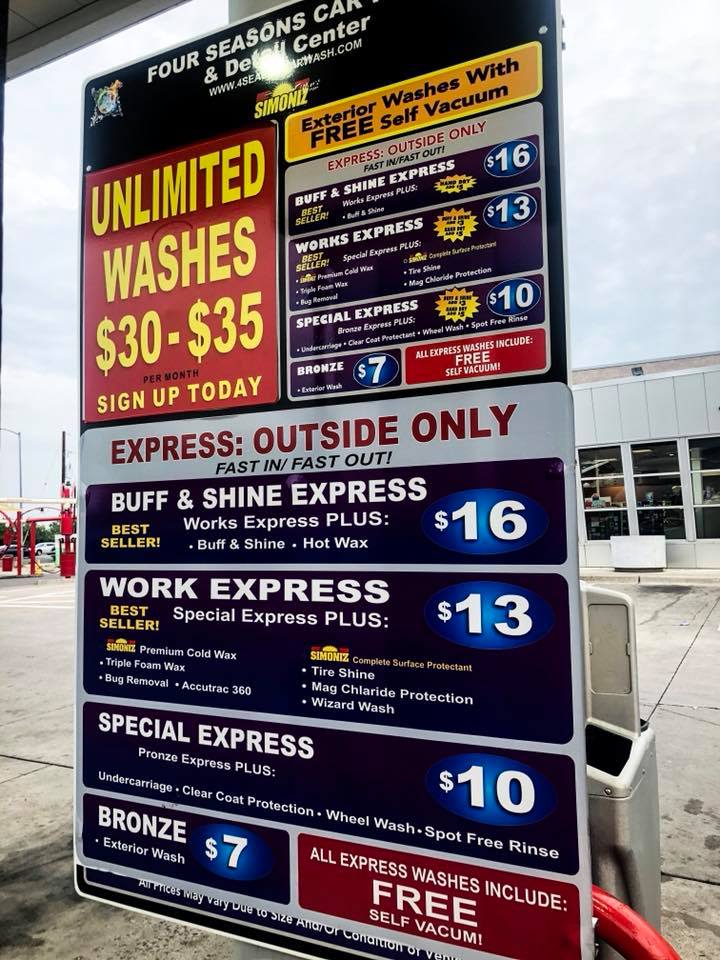 FOUR SEASONS CAR
& Detail Center
SIMONIZ
UNLIMITED
WASHES
$30-$35
PER MONTH
SIGN UP TODAY
Exterior Washes With
FREE Self Vacuum
EXPRESS: OUTSIDE ONLY
FAST IN/FAST OUT!
BUFF & SHINE EXPRESS $16
BEST SELLER! Works Express PLUS:
• Buff & Shine
WORKS EXPRESS $13
BEST SELLER! Special Express PLUS:
• SIMONIZ Premium Cold Wax
• Triple Foam Wax
• Bug Removal
• SIMONIZ Complete Surface Protectant
• Tire Shine
• Mag Chloride Protection
SPECIAL EXPRESS $10
Bronze Express PLUS:
• Undercarriage • Clear Coat Protectant • Wheel Wash • Spot Free Rinse
BRONZE $7
• Exterior Wash
ALL EXPRESS WASHES INCLUDE:
FREE
SELF VACUUM!
EXPRESS: OUTSIDE ONLY
FAST IN/ FAST OUT!
BUFF & SHINE EXPRESS
BEST SELLER! Works Express PLUS:
• Buff & Shine • Hot Wax
$16
WORK EXPRESS
BEST SELLER! Special Express PLUS:
$13
SIMONIZ Premium Cold Wax
• Triple Foam Wax
• Bug Removal • Accutrac 360
SIMONIZ Complete Surface Protectant
• Tire Shine
• Mag Chlaride Protection
• Wizard Wash
SPECIAL EXPRESS
Pronze Express PLUS:
$10
Undercarriage • Clear Coat Protection • Wheel Wash • Spot Free Rinse
BRONZE
• Exterior Wash
$7
ALL EXPRESS WASHES INCLUDE:
FREE
SELF VACUM!
All Prices May Vary Due to Size And/Or Condition of